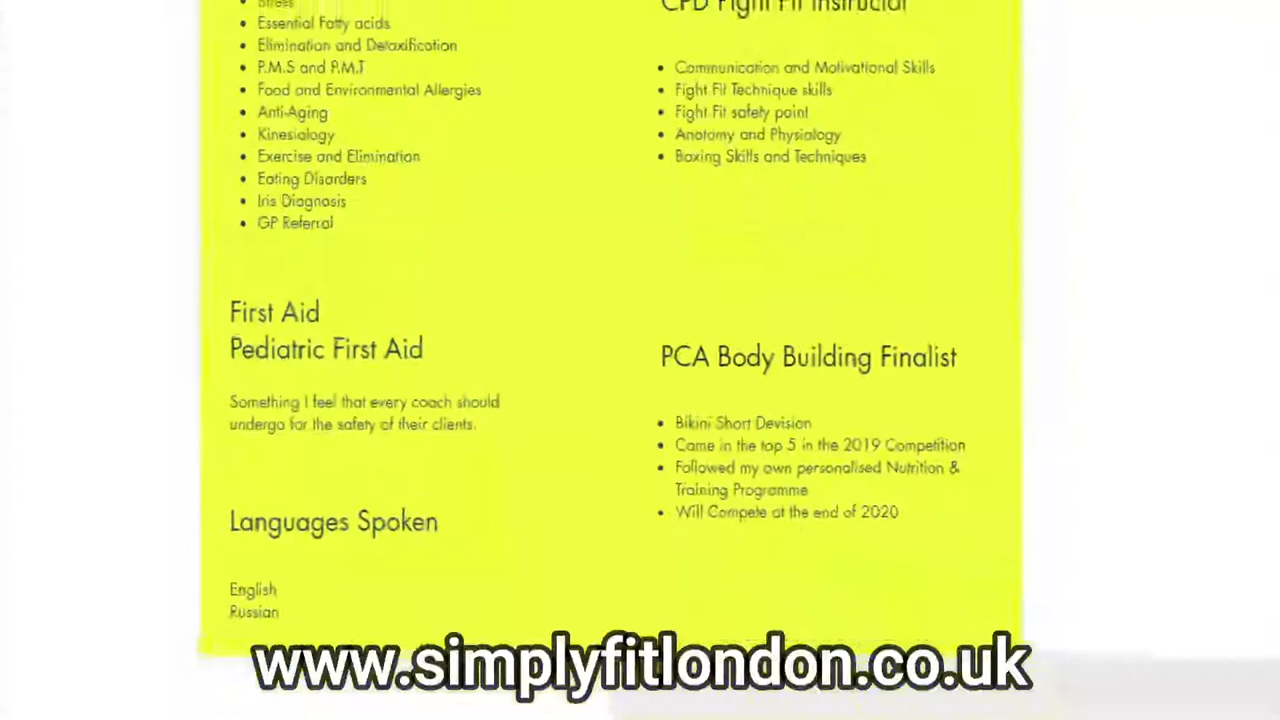 Stress
Essential Fatty acids
Elimination and Detoxification
P.M.S and P.M.T
Food and Environmental Allergies
Anti-Aging
Kinesiology
Exercise and Elimination
Eating Disorders
Iris Diagnosis
GP Referral
First Aid
Pediatric First Aid
Something I feel that every coach should
undergo for the safety of their clients.
Languages Spoken
English
Russian
CPD Fight Fit Instructor
Communication and Motivational Skills
Fight Fit Technique skills
Fight Fit safety point
Anatomy and Physiology
Boxing Skills and Techniques
PCA Body Building Finalist
Bikini Short Devision
Came in the top 5 in the 2019 Competition
Followed my own personalised Nutrition &
Training Programme
Will Compete at the end of 2020
www.simplyfitlondon.co.uk